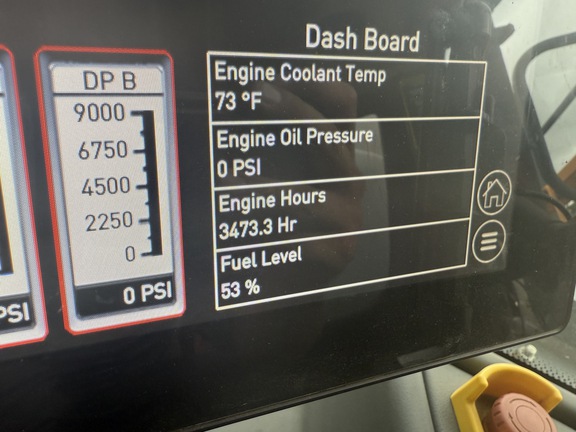 DP B
9000
6750
4500
2250
0
0 PSI
PSI
Dash Board
Engine Coolant Temp
73 °F
Engine Oil Pressure
0 PSI
Engine Hours
3473.3 Hr
Fuel Level
53 %